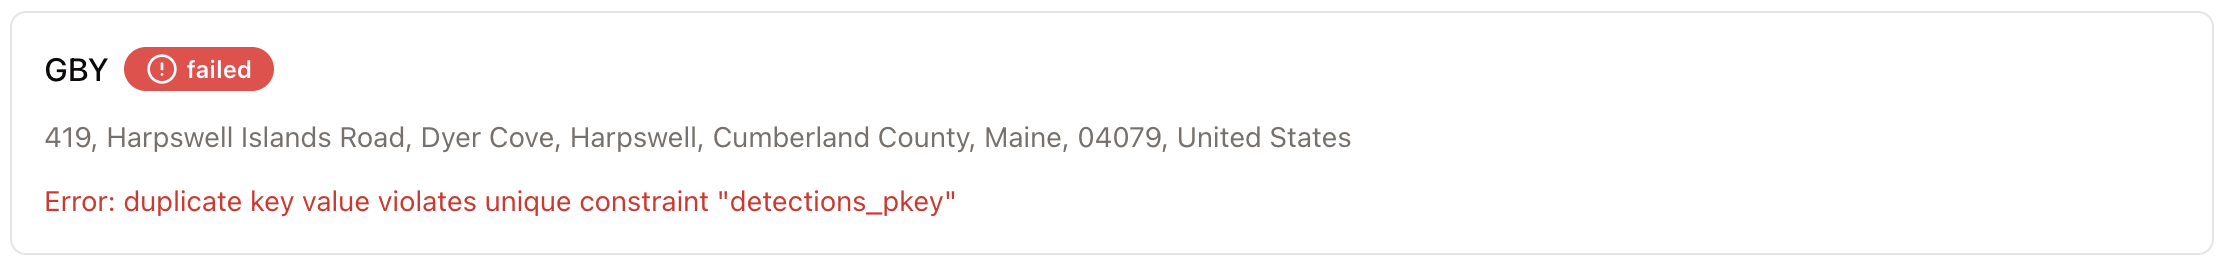 GBY failed
419, Harpswell Islands Road, Dyer Cove, Harpswell, Cumberland County, Maine, 04079, United States
Error: duplicate key value violates unique constraint "detections_pkey"